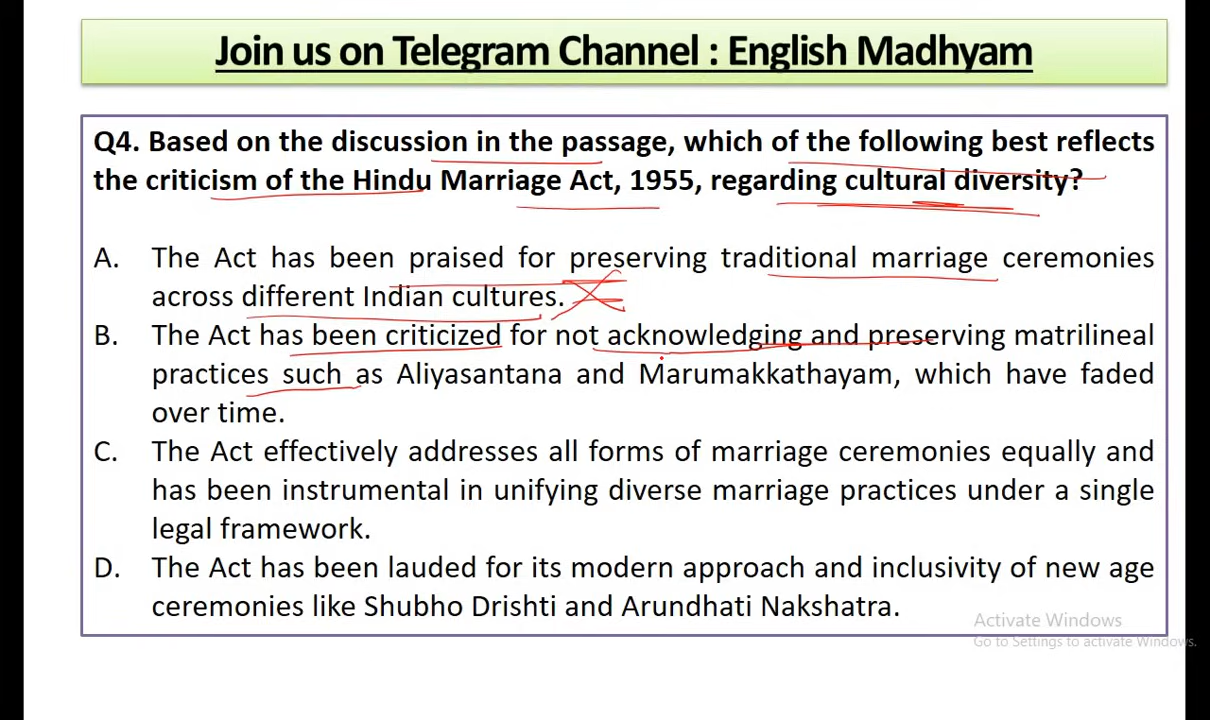 Join us on Telegram Channel : English Madhyam
Q4. Based on the discussion in the passage, which of the following best reflects
the criticism of the Hindu Marriage Act, 1955, regarding cultural diversity?
A. The Act has been praised for preserving traditional marriage ceremonies
across different Indian cultures.
B. The Act has been criticized for not acknowledging and preserving matrilineal
practices such as Aliyasantana and Marumakkathayam, which have faded
over time.
C. The Act effectively addresses all forms of marriage ceremonies equally and
has been instrumental in unifying diverse marriage practices under a single
legal framework.
D. The Act has been lauded for its modern approach and inclusivity of new age
ceremonies like Shubho Drishti and Arundhati Nakshatra.
Activate Windows
Go to Settings to activate Windows.